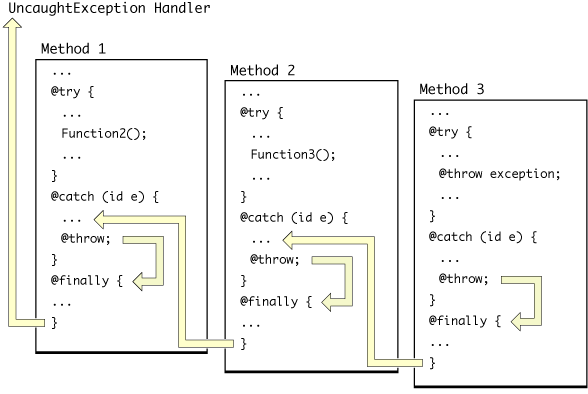 UncaughtException Handler
Method 1
...
@try {
...
Function2();
...
}
@catch (id e) {
...
@throw;
}
@finally {
...
}
Method 2
...
@try {
...
Function3();
...
}
@catch (id e) {
...
@throw;
}
@finally {
...
}
Method 3
...
@try {
...
@throw exception;
...
}
@catch (id e) {
...
@throw;
}
@finally {
...
}